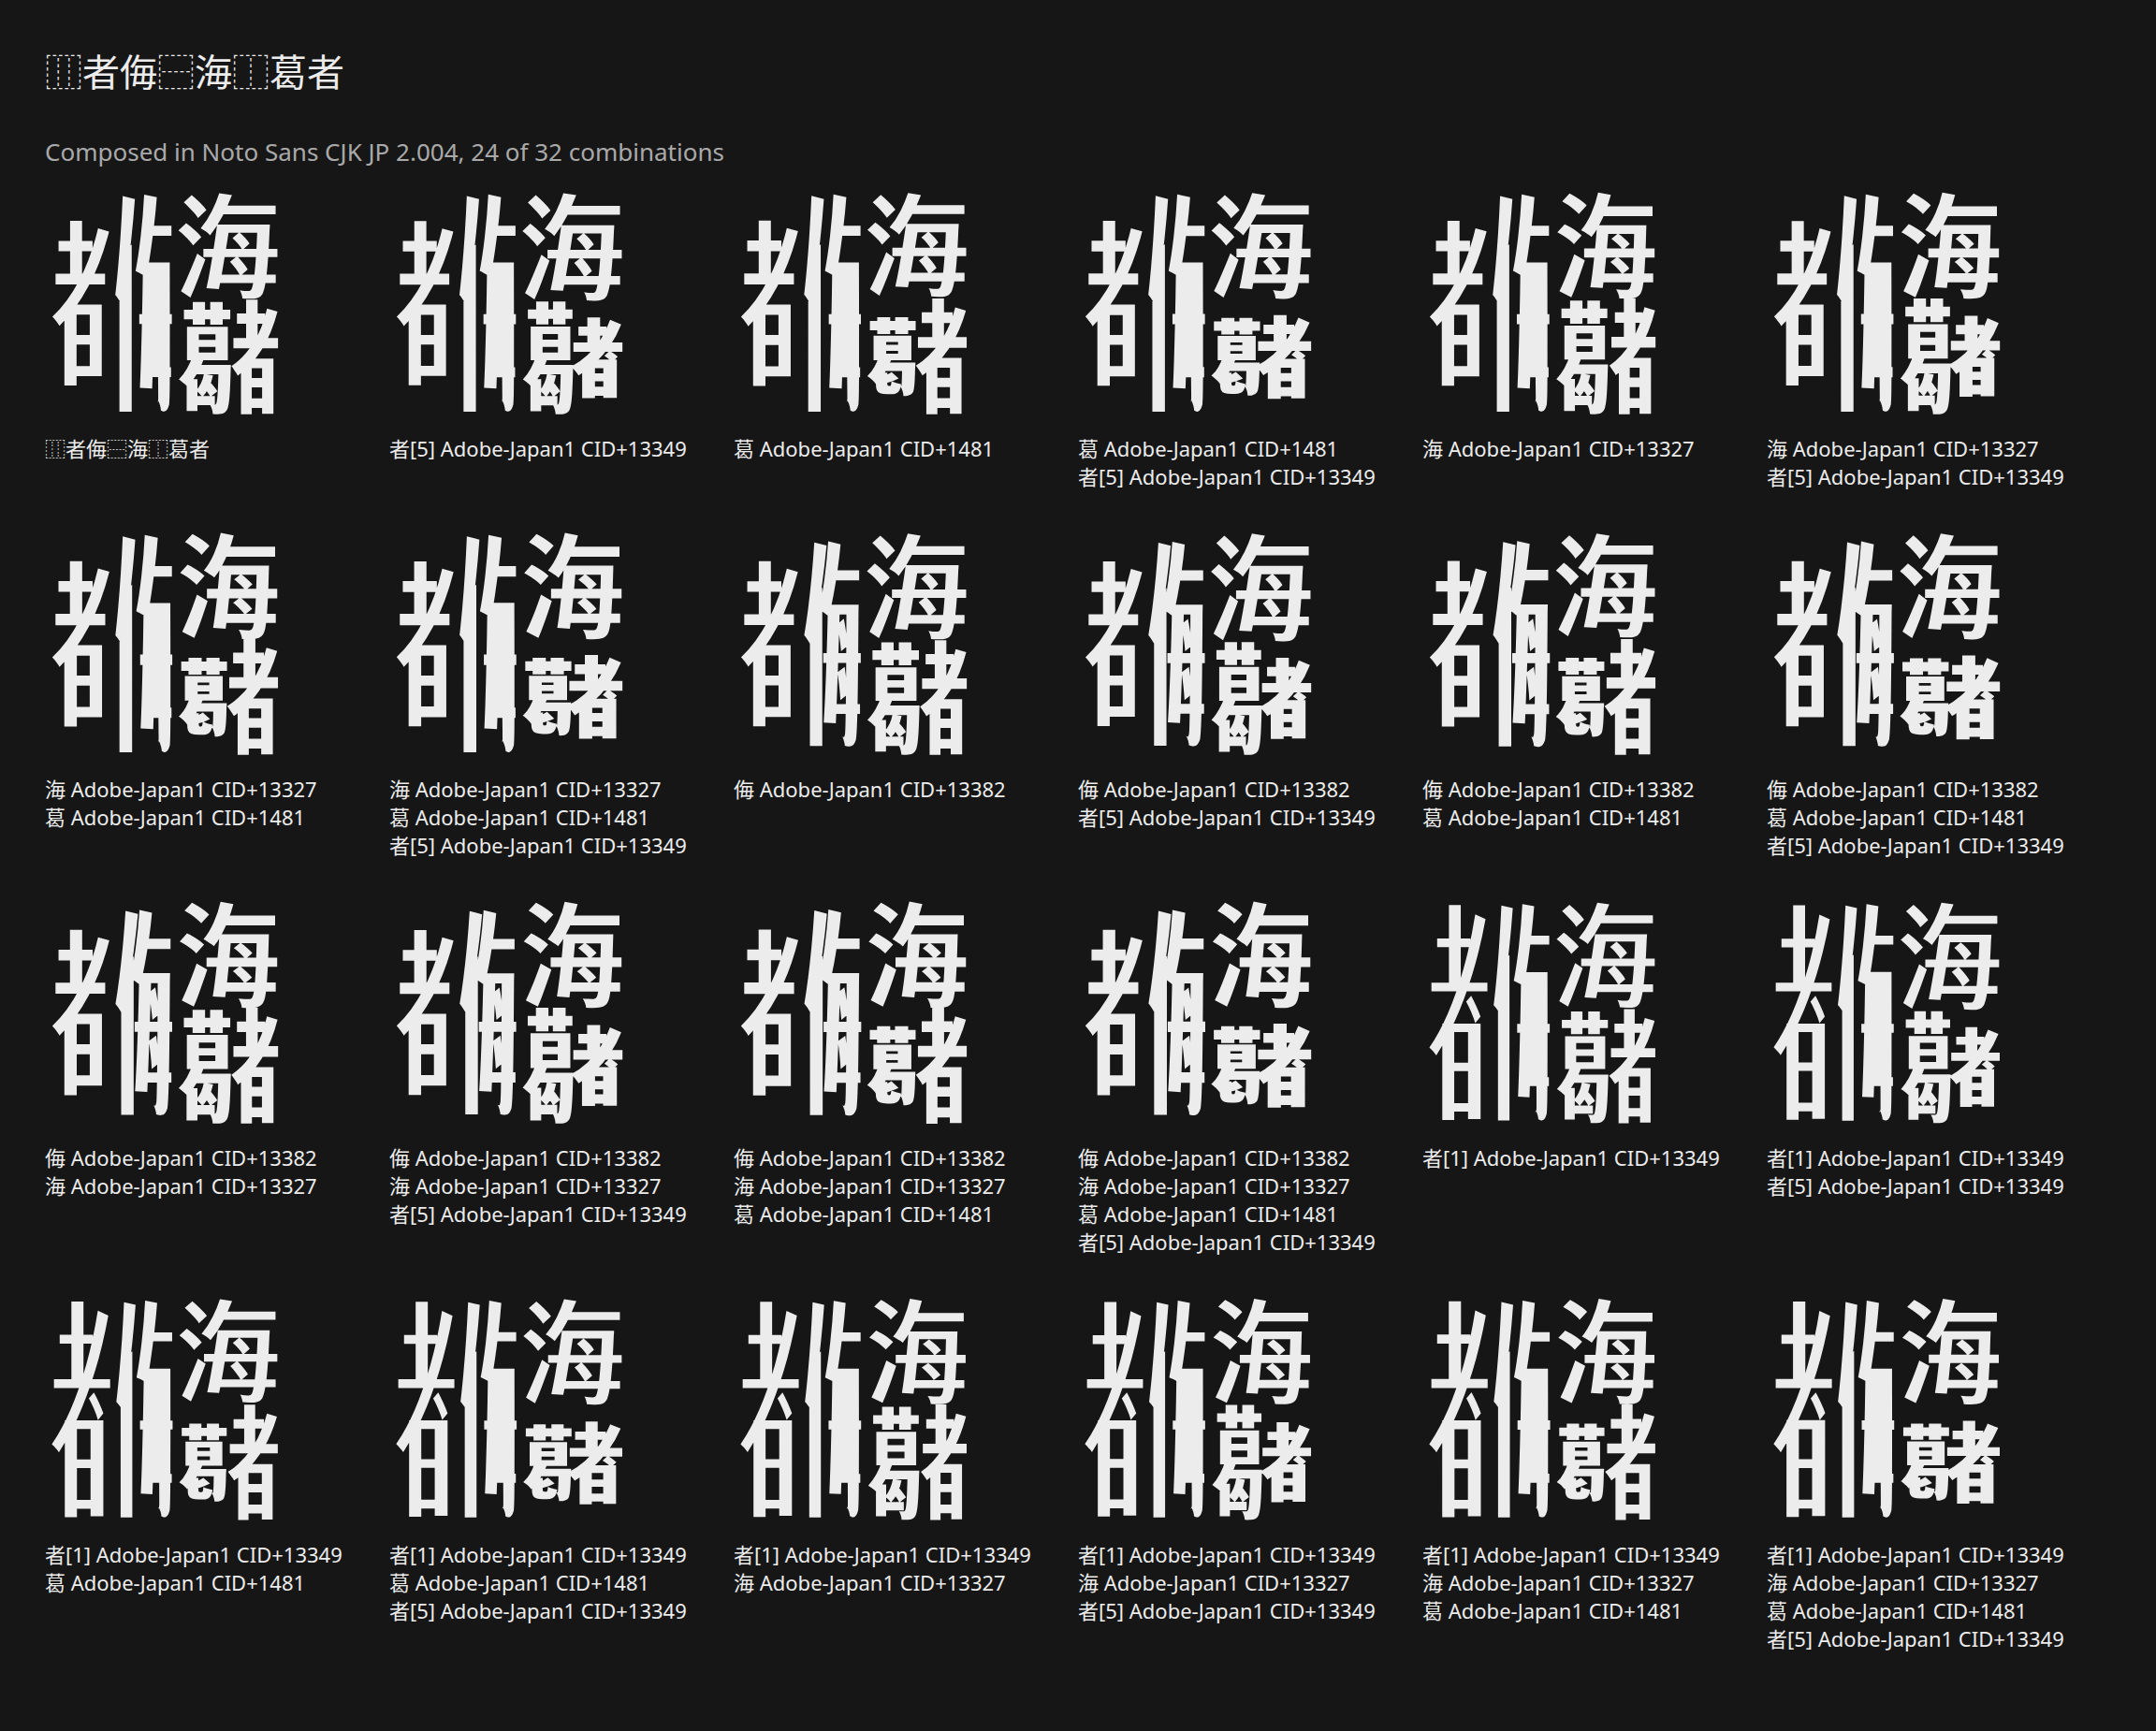 ⿲者侮⿱海⿰葛者
Composed in Noto Sans CJK JP 2.004, 24 of 32 combinations
⿲者侮⿱海⿰葛者
者[5] Adobe-Japan1 CID+13349
葛 Adobe-Japan1 CID+1481
葛 Adobe-Japan1 CID+1481
者[5] Adobe-Japan1 CID+13349
海 Adobe-Japan1 CID+13327
海 Adobe-Japan1 CID+13327
者[5] Adobe-Japan1 CID+13349
海 Adobe-Japan1 CID+13327
葛 Adobe-Japan1 CID+1481
海 Adobe-Japan1 CID+13327
葛 Adobe-Japan1 CID+1481
者[5] Adobe-Japan1 CID+13349
侮 Adobe-Japan1 CID+13382
侮 Adobe-Japan1 CID+13382
者[5] Adobe-Japan1 CID+13349
侮 Adobe-Japan1 CID+13382
葛 Adobe-Japan1 CID+1481
侮 Adobe-Japan1 CID+13382
葛 Adobe-Japan1 CID+1481
者[5] Adobe-Japan1 CID+13349
侮 Adobe-Japan1 CID+13382
海 Adobe-Japan1 CID+13327
侮 Adobe-Japan1 CID+13382
海 Adobe-Japan1 CID+13327
者[5] Adobe-Japan1 CID+13349
侮 Adobe-Japan1 CID+13382
海 Adobe-Japan1 CID+13327
葛 Adobe-Japan1 CID+1481
侮 Adobe-Japan1 CID+13382
海 Adobe-Japan1 CID+13327
葛 Adobe-Japan1 CID+1481
者[5] Adobe-Japan1 CID+13349
者[1] Adobe-Japan1 CID+13349
者[1] Adobe-Japan1 CID+13349
者[5] Adobe-Japan1 CID+13349
者[1] Adobe-Japan1 CID+13349
葛 Adobe-Japan1 CID+1481
者[1] Adobe-Japan1 CID+13349
葛 Adobe-Japan1 CID+1481
者[5] Adobe-Japan1 CID+13349
者[1] Adobe-Japan1 CID+13349
海 Adobe-Japan1 CID+13327
者[1] Adobe-Japan1 CID+13349
海 Adobe-Japan1 CID+13327
者[5] Adobe-Japan1 CID+13349
者[1] Adobe-Japan1 CID+13349
海 Adobe-Japan1 CID+13327
葛 Adobe-Japan1 CID+1481
者[1] Adobe-Japan1 CID+13349
海 Adobe-Japan1 CID+13327
葛 Adobe-Japan1 CID+1481
者[5] Adobe-Japan1 CID+13349